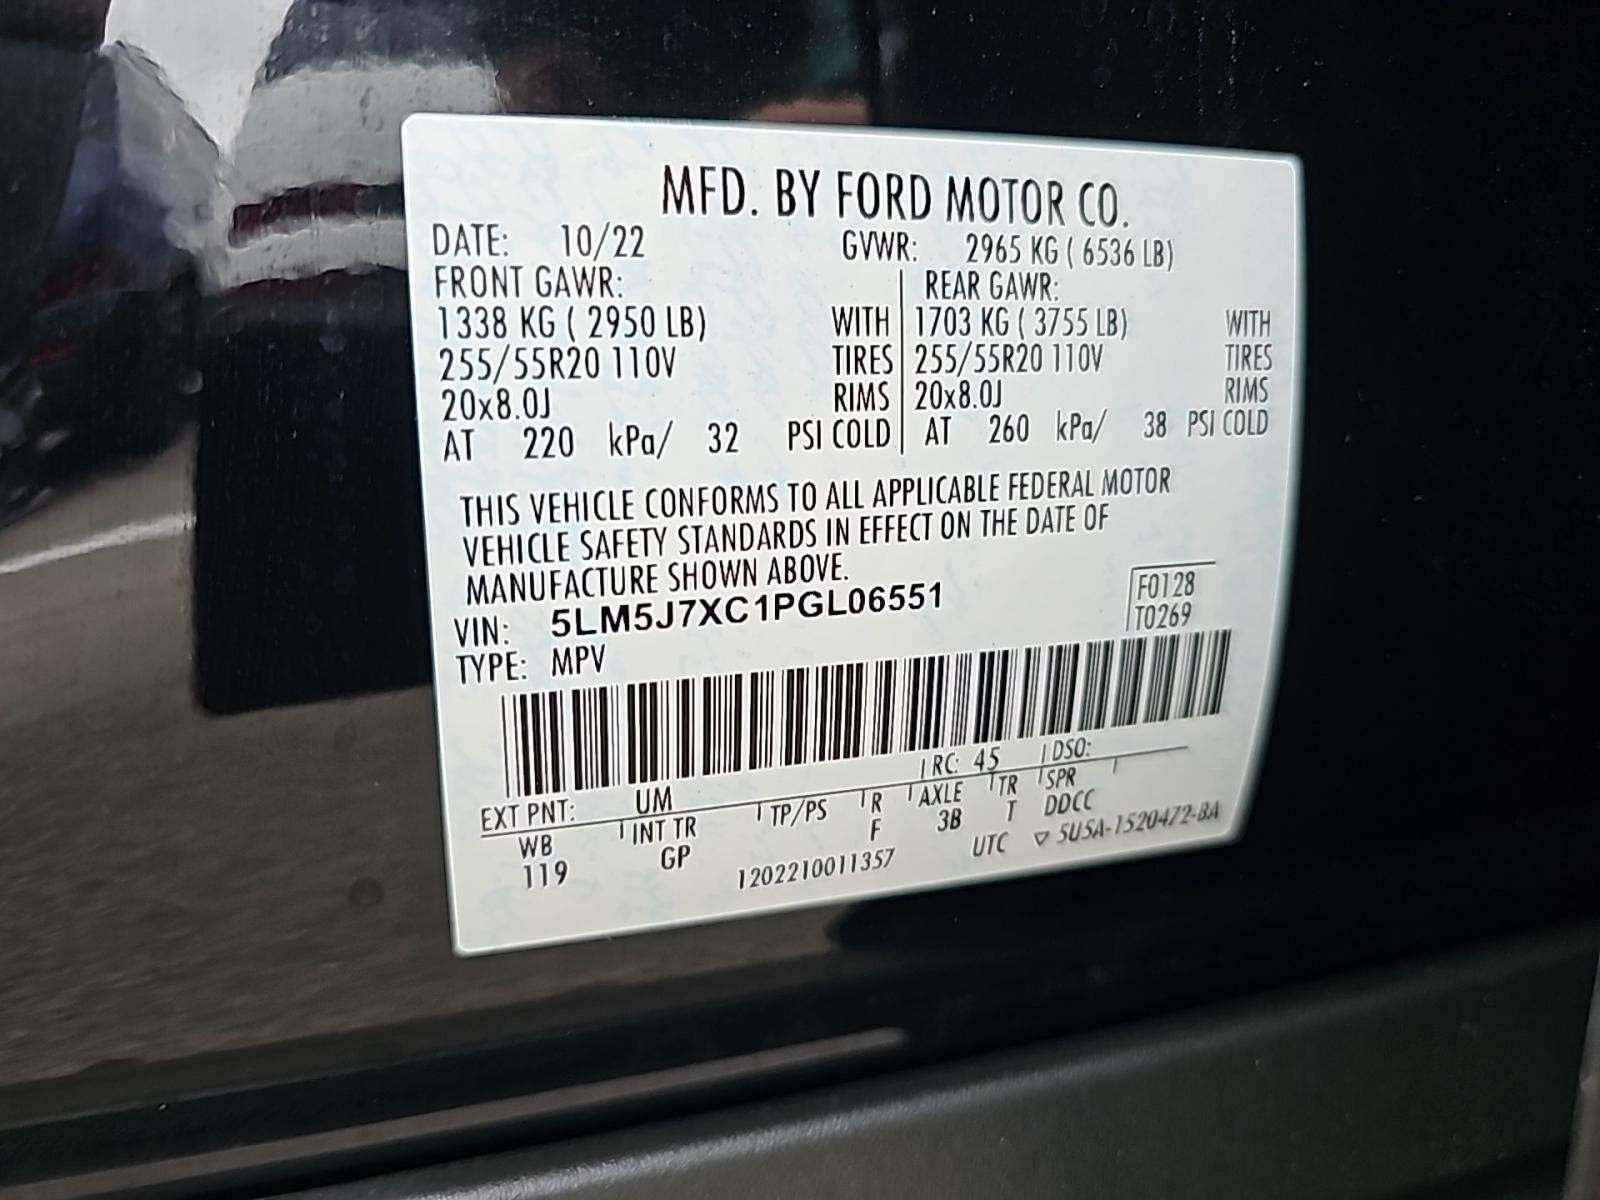 MFD. BY FORD MOTOR CO.
DATE: 10/22 GVWR: 2965 KG ( 6536 LB)
FRONT GAWR: REAR GAWR:
1338 KG ( 2950 LB) WITH 1703 KG ( 3755 LB) WITH
255/55R20 110V TIRES 255/55R20 110V TIRES
20x8.0J RIMS 20x8.0J RIMS
AT 220 kPa/ 32 PSI COLD AT 260 kPa/ 38 PSI COLD
THIS VEHICLE CONFORMS TO ALL APPLICABLE FEDERAL MOTOR
VEHICLE SAFETY STANDARDS IN EFFECT ON THE DATE OF
MANUFACTURE SHOWN ABOVE.
VIN: 5LM5J7XC1PGL06551 F0128
TYPE: MPV T0269
EXT PNT: UM RC: 45 DSO:
WB INT TR TP/PS R AXLE TR SPR
119 GP F 3B T DDCC
1202210011357 UTC ▽ 5U5A-1520472-BA